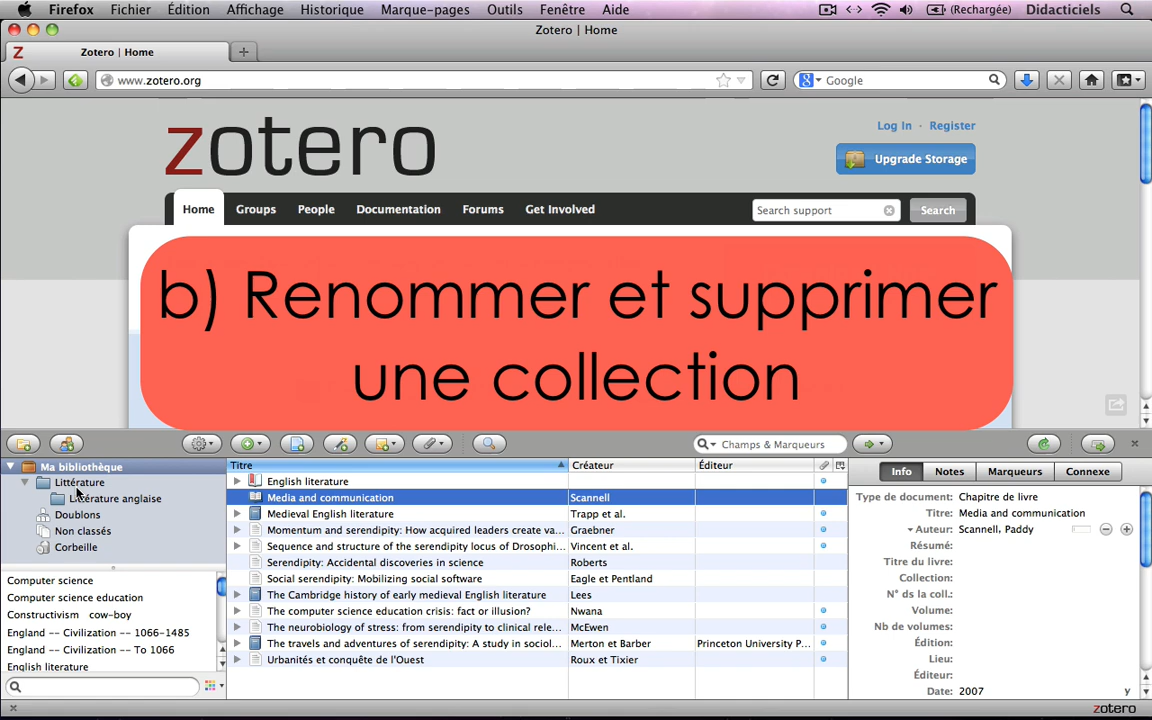 Firefox Fichier Édition Affichage Historique Marque-pages Outils Fenêtre Aide (Rechargée) Didacticiels
Zotero | Home
Zotero | Home
www.zotero.org Google
zotero
Log In · Register
Upgrade Storage
Home Groups People Documentation Forums Get Involved Search support Search
b) Renommer et supprimer
une collection
Champs & Marqueurs
Ma bibliothèque
Littérature
Littérature anglaise
Doublons
Non classés
Corbeille
Computer science
Computer science education
Constructivism cow-boy
England -- Civilization -- 1066-1485
England -- Civilization -- To 1066
English literature
Titre Créateur Éditeur
English literature
Media and communication Scannell
Medieval English literature Trapp et al.
Momentum and serendipity: How acquired leaders create va... Graebner
Sequence and structure of the serendipity locus of Drosophi... Vincent et al.
Serendipity: Accidental discoveries in science Roberts
Social serendipity: Mobilizing social software Eagle et Pentland
The Cambridge history of early medieval English literature Lees
The computer science education crisis: fact or illusion? Nwana
The neurobiology of stress: from serendipity to clinical rele... McEwen
The travels and adventures of serendipity: A study in sociol... Merton et Barber Princeton University P...
Urbanités et conquête de l'Ouest Roux et Tixier
Info Notes Marqueurs Connexe
Type de document: Chapitre de livre
Titre: Media and communication
Auteur: Scannell, Paddy
Résumé:
Titre du livre:
Collection:
N° ds la coll.:
Volume:
Nb de volumes:
Édition:
Lieu:
Éditeur:
Date: 2007 y
zotero